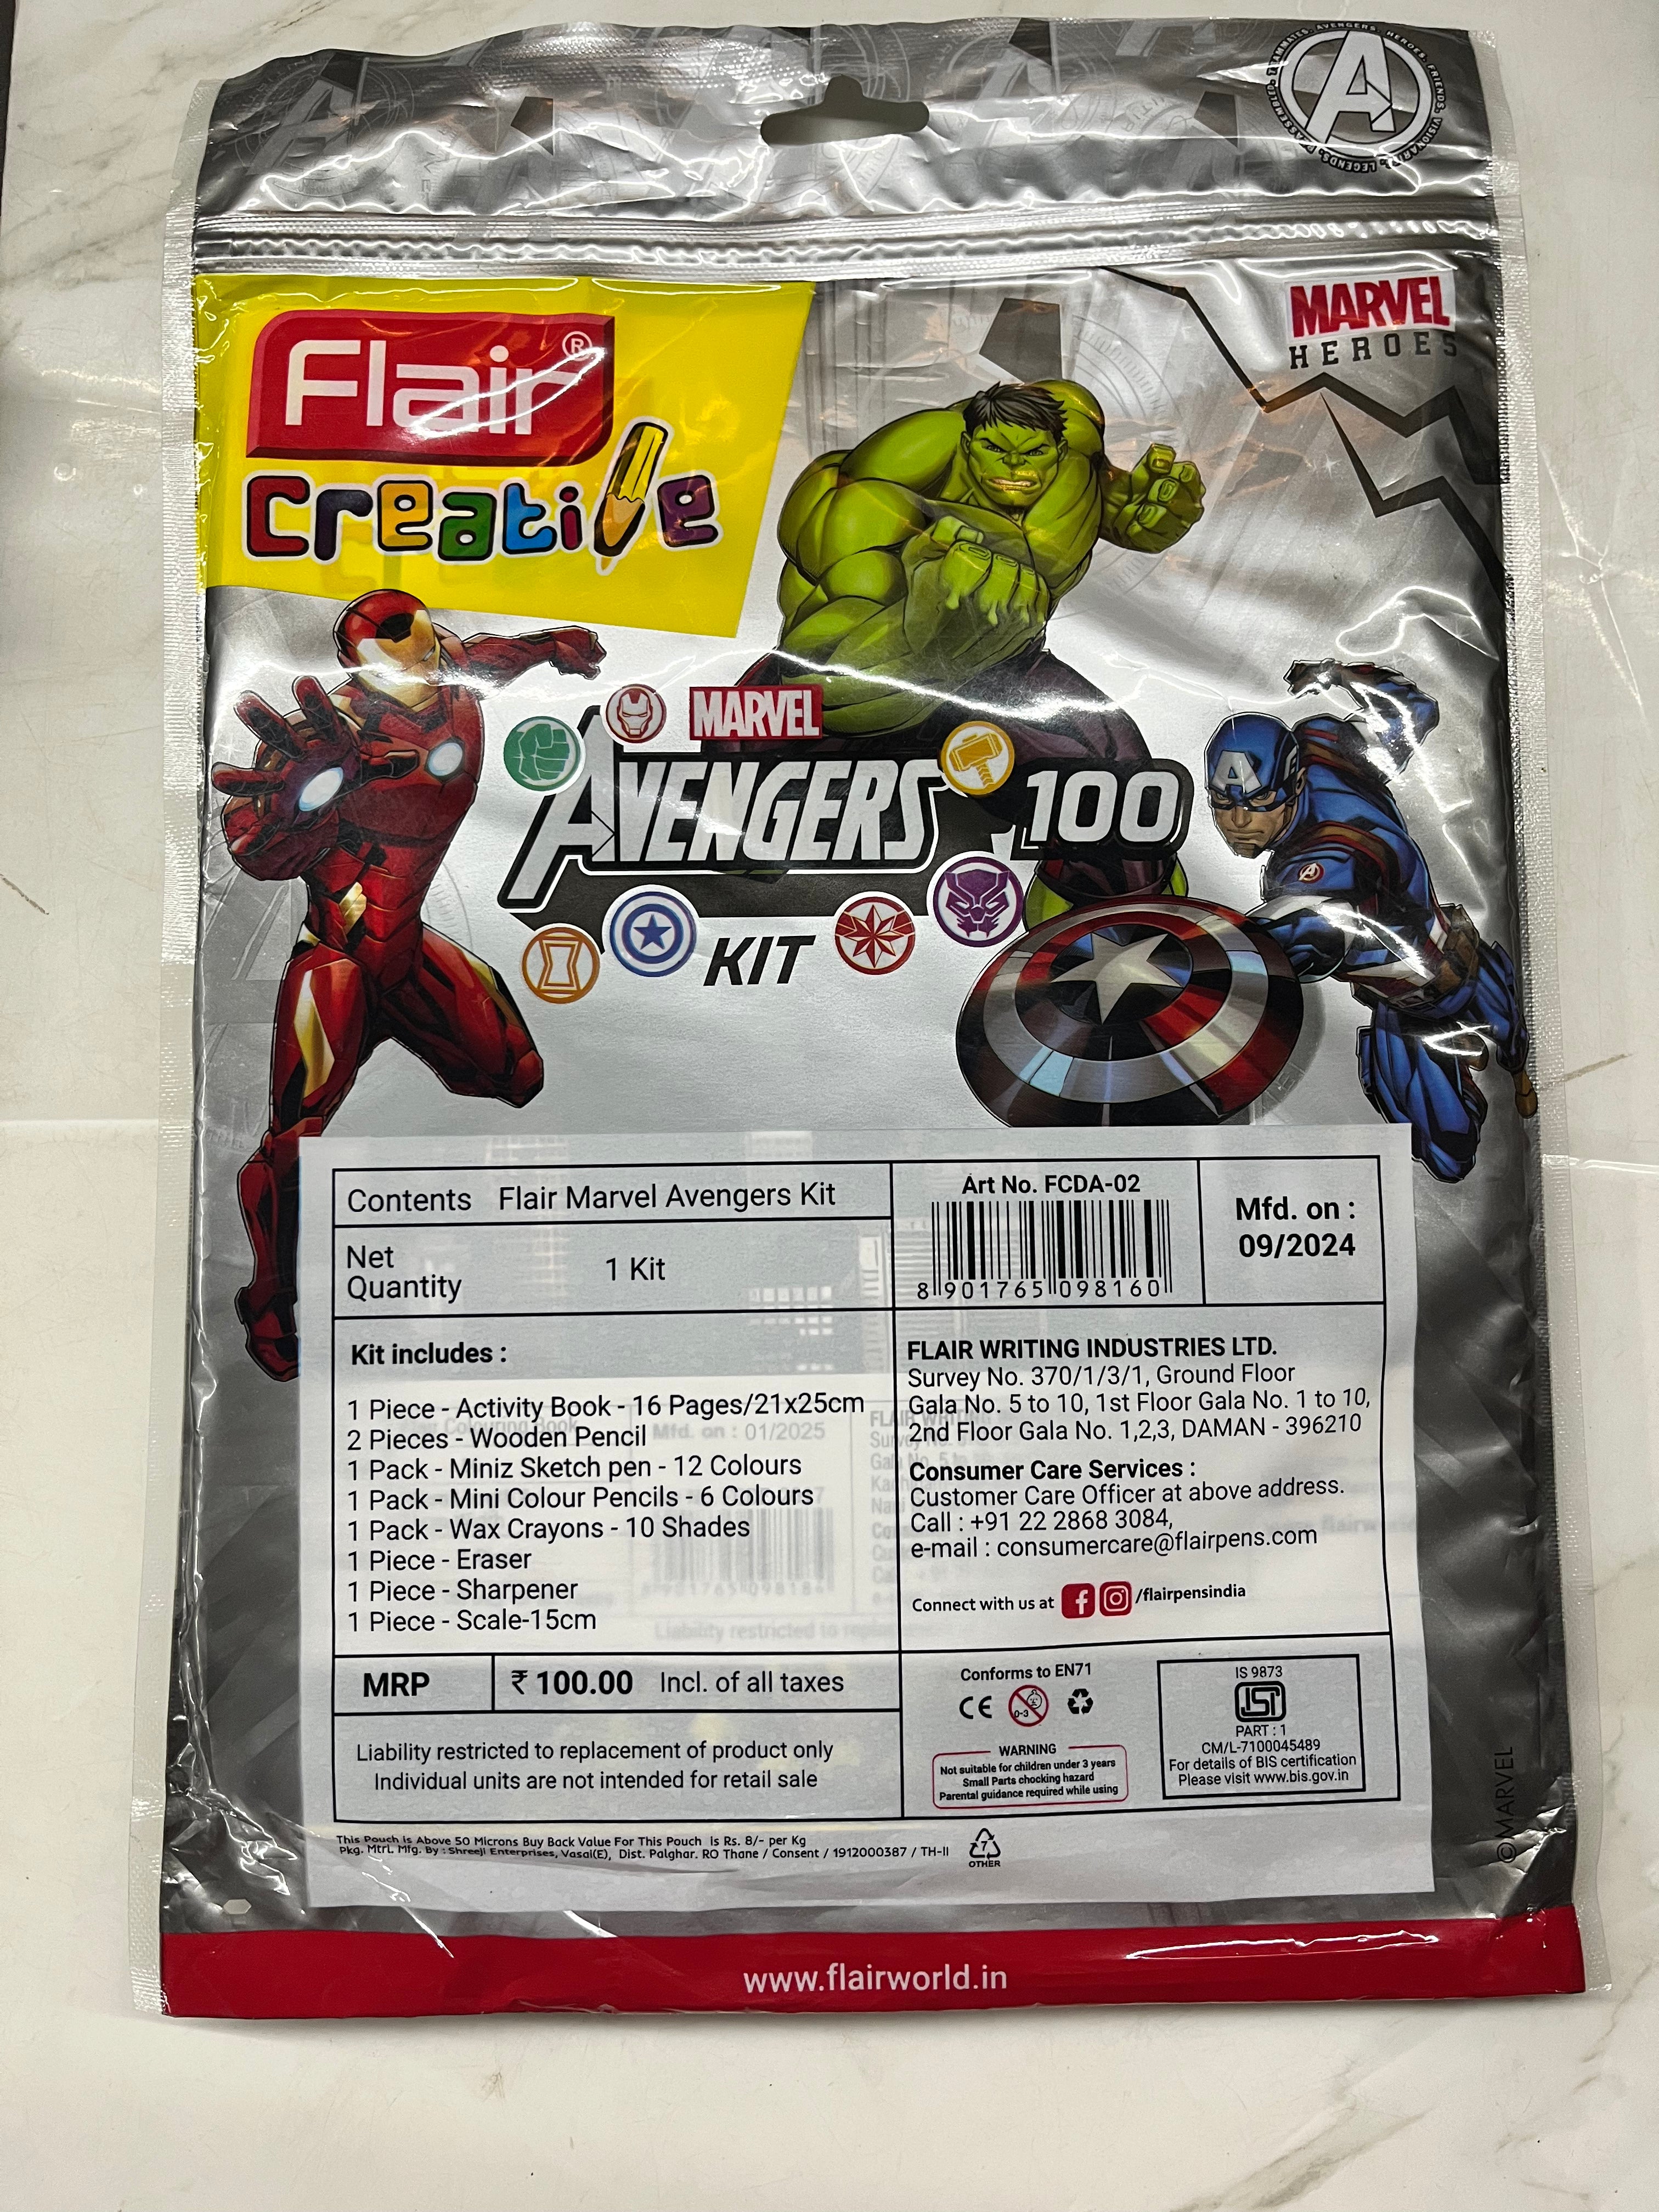 AVENGERS
MARVEL
HEROES
Flair®
Creative
MARVEL
AVENGERS 100
KIT
Contents Flair Marvel Avengers Kit
Net Quantity 1 Kit
Art No. FCDA-02
8 901765 098160
Mfd. on :
09/2024
Kit includes :
1 Piece - Activity Book - 16 Pages/21x25cm
2 Pieces - Wooden Pencil
1 Pack - Miniz Sketch pen - 12 Colours
1 Pack - Mini Colour Pencils - 6 Colours
1 Pack - Wax Crayons - 10 Shades
1 Piece - Eraser
1 Piece - Sharpener
1 Piece - Scale-15cm
FLAIR WRITING INDUSTRIES LTD.
Survey No. 370/1/3/1, Ground Floor
Gala No. 5 to 10, 1st Floor Gala No. 1 to 10,
2nd Floor Gala No. 1,2,3, DAMAN - 396210
Consumer Care Services :
Customer Care Officer at above address.
Call : +91 22 2868 3084,
e-mail : consumercare@flairpens.com
Connect with us at /flairpensindia
MRP ₹ 100.00 Incl. of all taxes
Liability restricted to replacement of product only
Individual units are not intended for retail sale
Conforms to EN71
CE 0-3
WARNING
Not suitable for children under 3 years
Small Parts chocking hazard
Parental guidance required while using
IS 9873
ISI
PART : 1
CM/L-7100045489
For details of BIS certification
Please visit www.bis.gov.in
This Pouch Is Above 50 Microns Buy Back Value For This Pouch Is Rs. 8/- per Kg
Pkg. Mtrl. Mfg. By : Shreeji Enterprises, Vasai(E), Dist. Palghar. RO Thane / Consent / 1912000387 / TH-II
7
OTHER
©MARVEL
www.flairworld.in